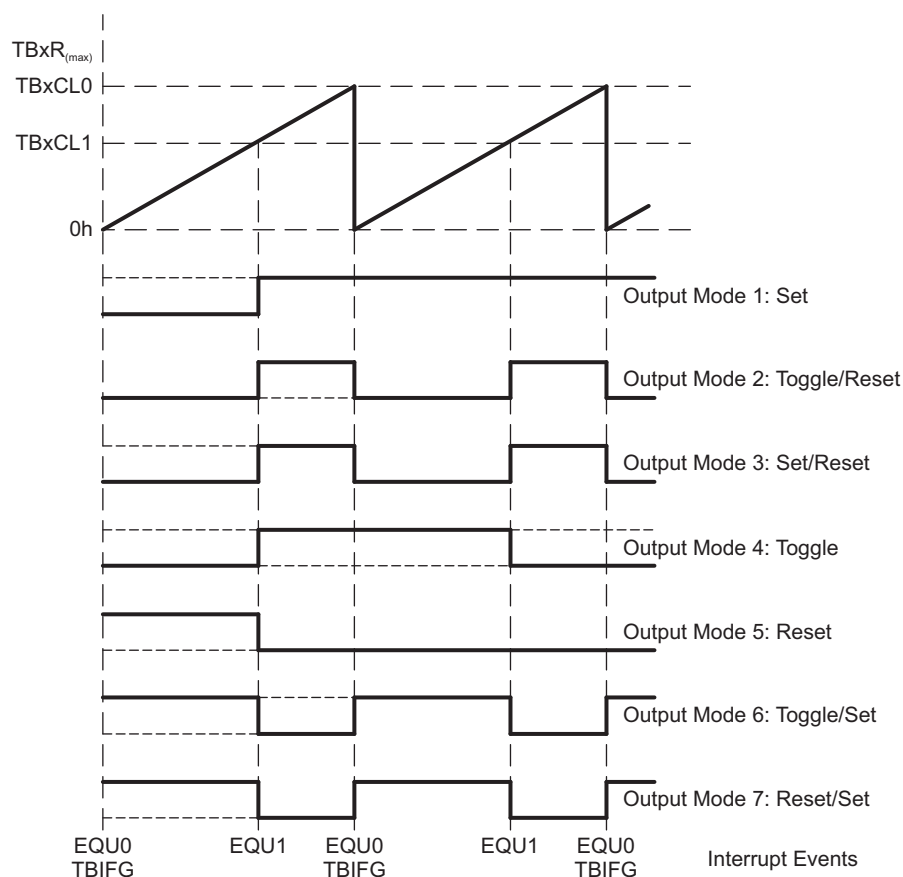 TBxR(max)
TBxCL0
TBxCL1
0h
Output Mode 1: Set
Output Mode 2: Toggle/Reset
Output Mode 3: Set/Reset
Output Mode 4: Toggle
Output Mode 5: Reset
Output Mode 6: Toggle/Set
Output Mode 7: Reset/Set
EQU0 EQU1 EQU0 EQU1 EQU0
TBIFG TBIFG TBIFG
Interrupt Events